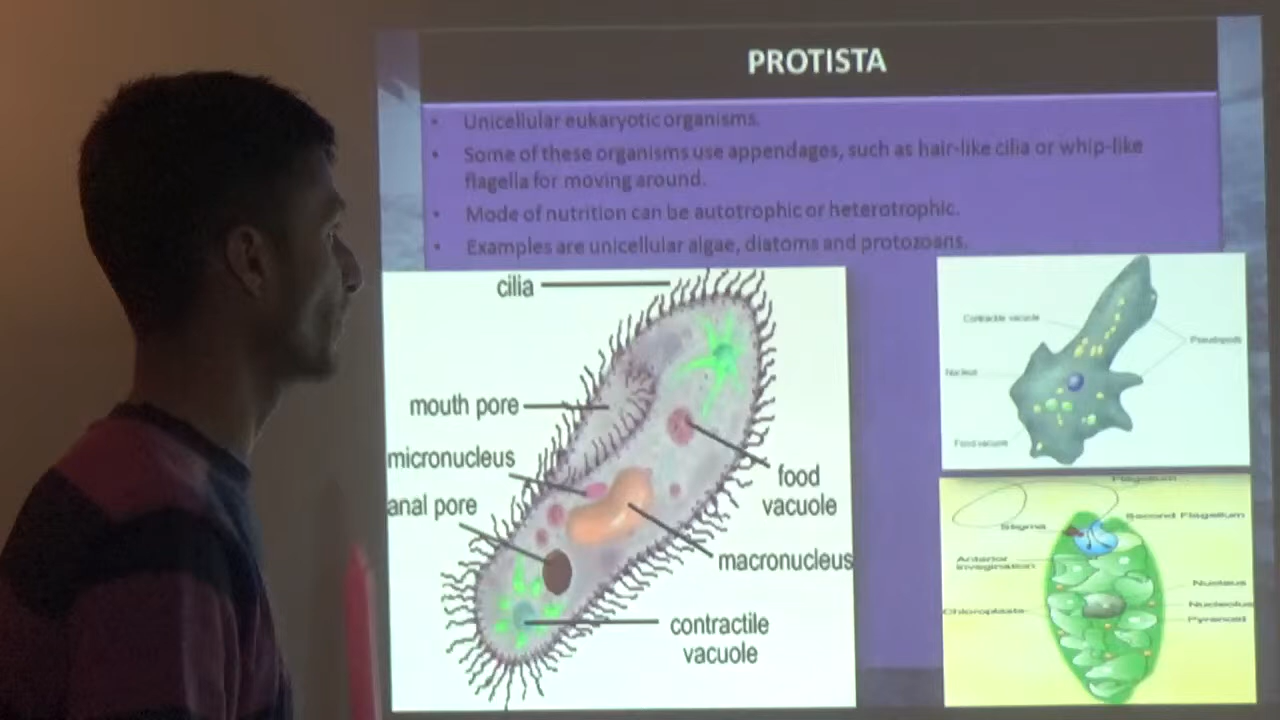 PROTISTA
• Unicellular eukaryotic organisms.
• Some of these organisms use appendages, such as hair-like cilia or whip-like
flagella for moving around.
• Mode of nutrition can be autotrophic or heterotrophic.
• Examples are unicellular algae, diatoms and protozoans.
cilia
mouth pore
micronucleus
anal pore
food
vacuole
macronucleus
contractile
vacuole
Contractile vacuole
Pseudopods
Nucleus
Food vacuole
Flagellum
Stigma
Second Flagellum
Anterior
invagination
Nucleus
Chloroplasts
Nucleolus
Pyrenoid